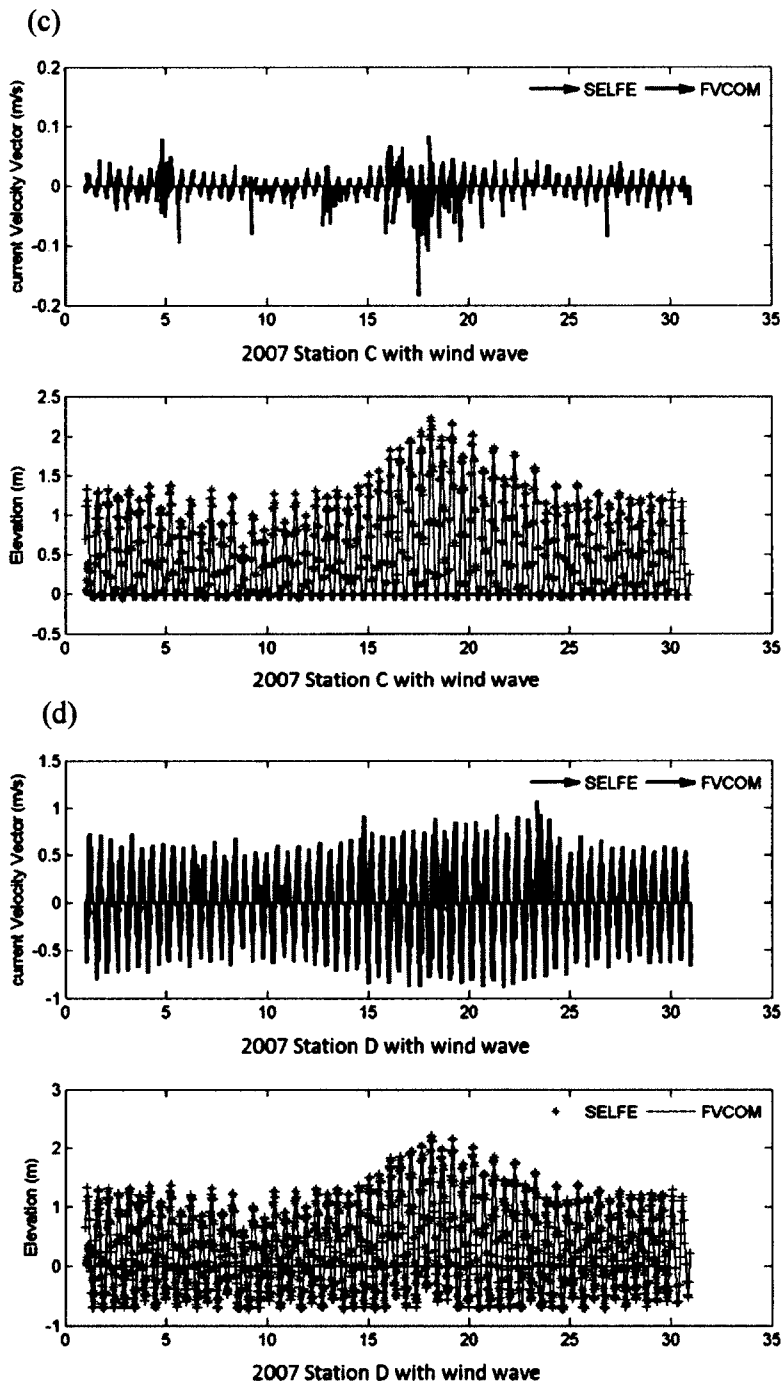 (c)
current Velocity Vector (m/s)
0.2
0.1
0
-0.1
-0.2
SELFE FVCOM
0 5 10 15 20 25 30 35
2007 Station C with wind wave
Elevation (m)
2.5
2
1.5
1
0.5
0
-0.5
0 5 10 15 20 25 30 35
2007 Station C with wind wave
(d)
current Velocity Vector (m/s)
1.5
1
0.5
0
-0.5
-1
SELFE FVCOM
0 5 10 15 20 25 30 35
2007 Station D with wind wave
Elevation (m)
3
2
1
0
-1
SELFE FVCOM
0 5 10 15 20 25 30 35
2007 Station D with wind wave